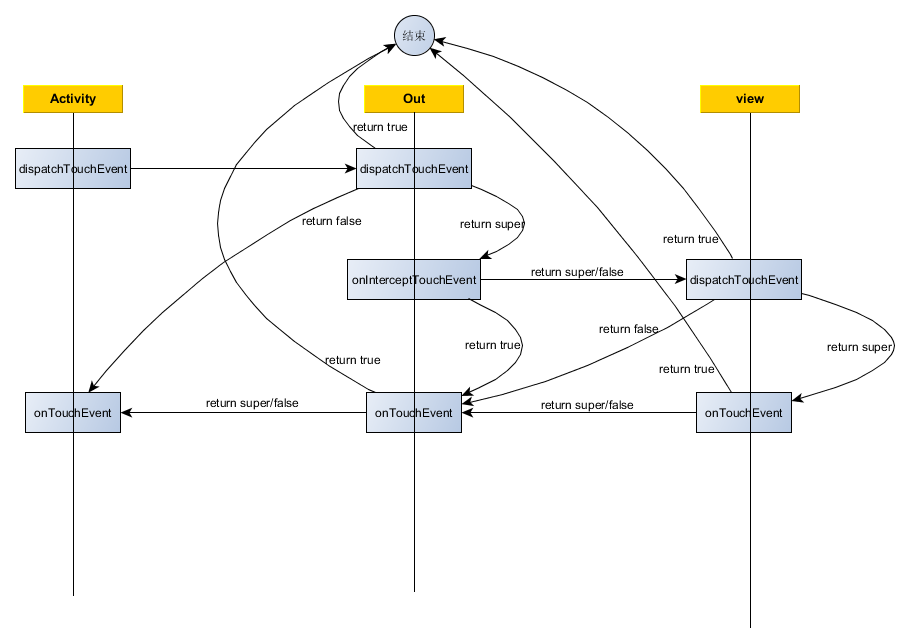 结束
Activity
Out
view
return true
dispatchTouchEvent
dispatchTouchEvent
return false
return super
return true
onInterceptTouchEvent
return super/false
dispatchTouchEvent
return false
return true
return super
return true
return true
return super/false
return super/false
onTouchEvent
onTouchEvent
onTouchEvent